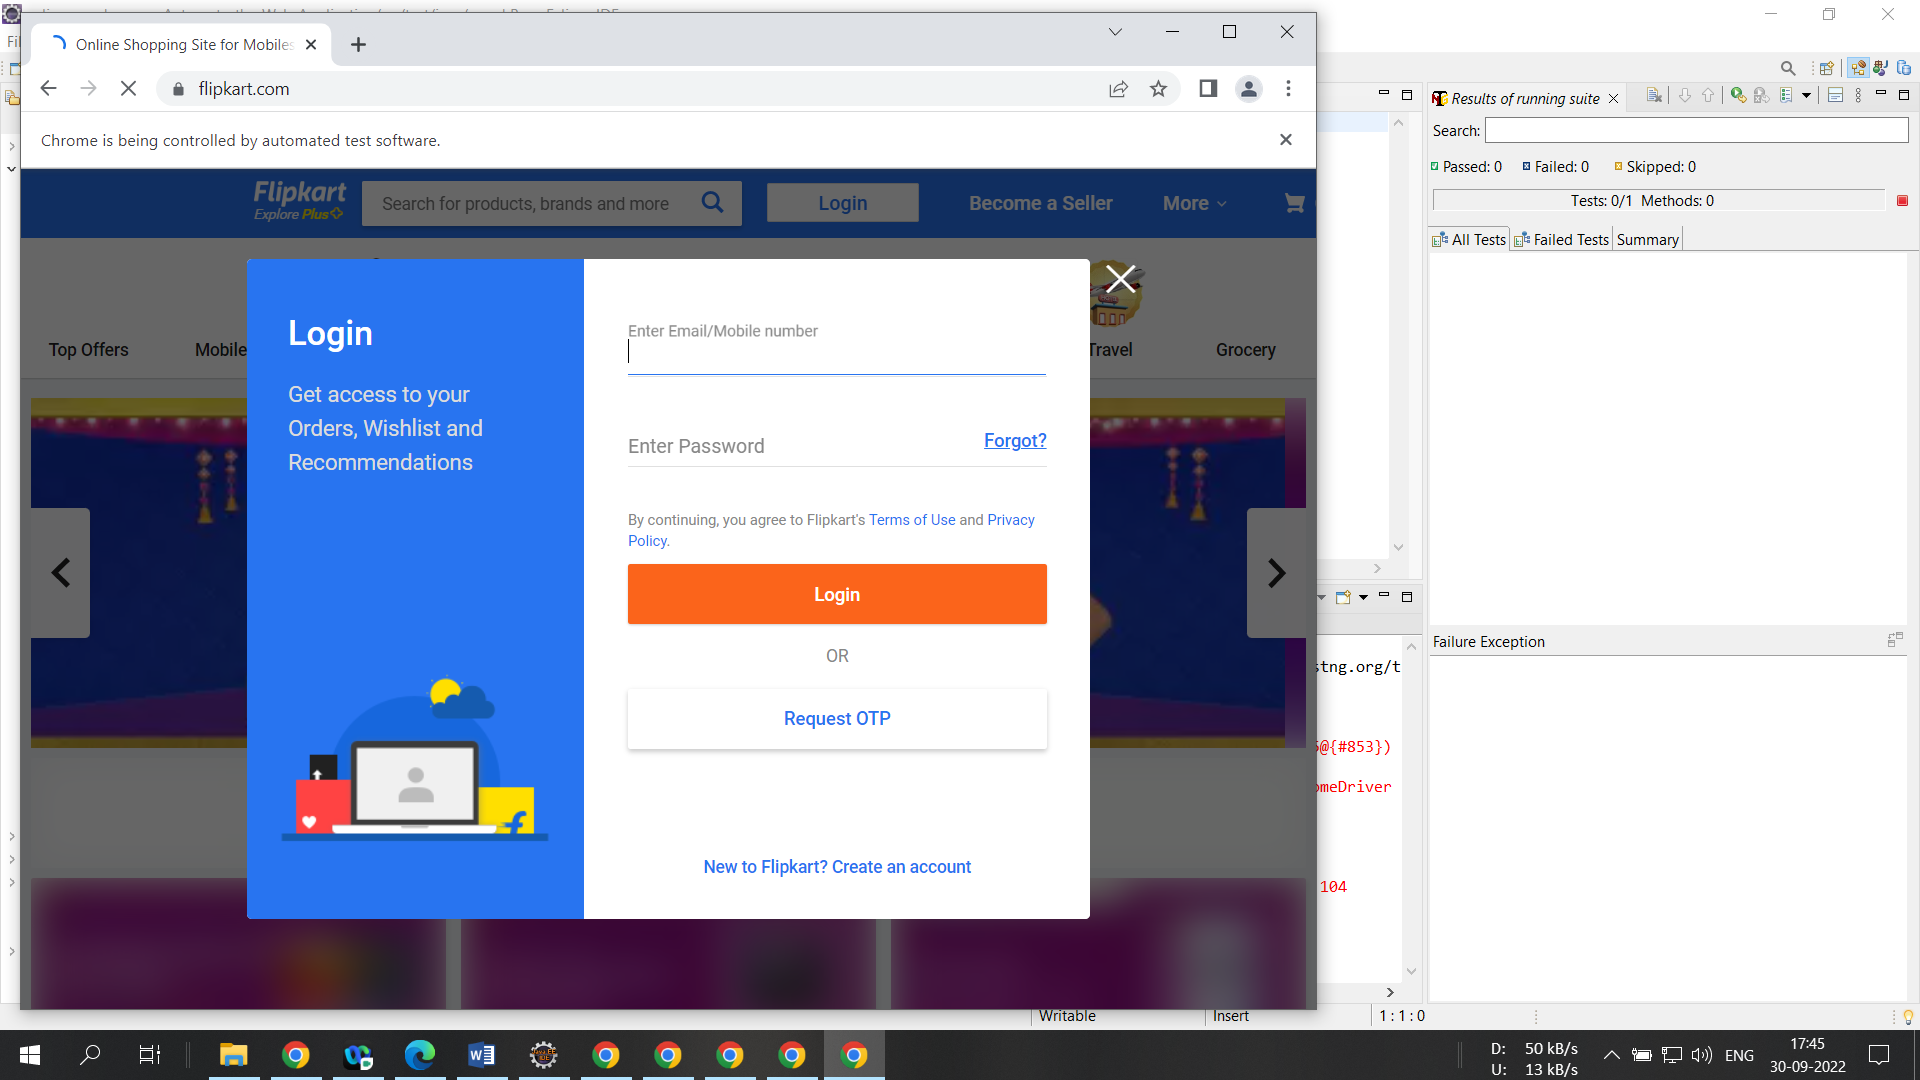 Online Shopping Site for Mobiles
flipkart.com
Chrome is being controlled by automated test software.
Flipkart
Explore Plus
Search for products, brands and more
Login
Become a Seller
More
Top Offers
Mobile
Travel
Grocery
Login
Get access to your
Orders, Wishlist and
Recommendations
Enter Email/Mobile number
Enter Password
Forgot?
By continuing, you agree to Flipkart's Terms of Use and Privacy
Policy.
Login
OR
Request OTP
New to Flipkart? Create an account
Results of running suite
Search:
Passed: 0 Failed: 0 Skipped: 0
Tests: 0/1 Methods: 0
All Tests Failed Tests Summary
Failure Exception
stng.org/t
@{#853})
omeDriver
104
Writable Insert 1 : 1 : 0
D: 50 kB/s
U: 13 kB/s
ENG
17:45
30-09-2022